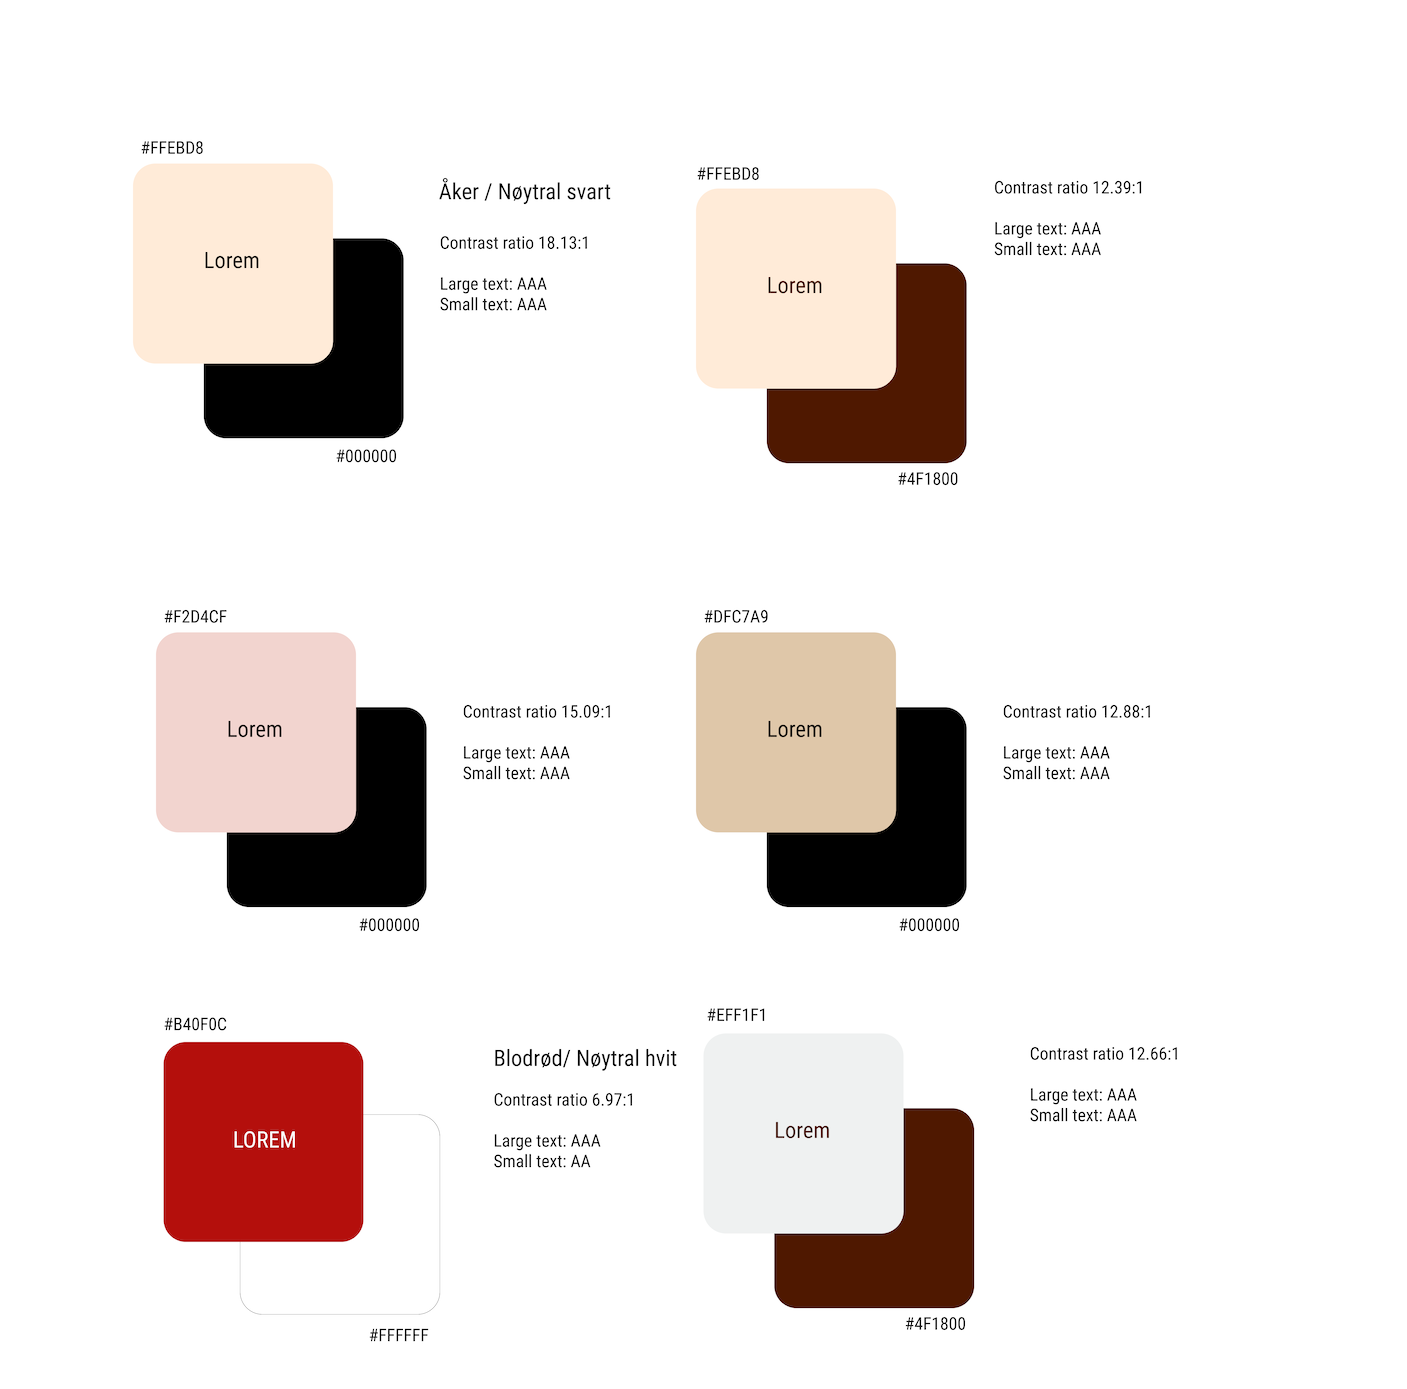 #FFEBD8
Lorem
Åker / Nøytral svart
Contrast ratio 18.13:1
Large text: AAA
Small text: AAA
#000000
#FFEBD8
Lorem
Contrast ratio 12.39:1
Large text: AAA
Small text: AAA
#4F1800
#F2D4CF
Lorem
Contrast ratio 15.09:1
Large text: AAA
Small text: AAA
#000000
#DFC7A9
Lorem
Contrast ratio 12.88:1
Large text: AAA
Small text: AAA
#000000
#B40F0C
LOREM
Blodrød/ Nøytral hvit
Contrast ratio 6.97:1
Large text: AAA
Small text: AA
#FFFFFF
#EFF1F1
Lorem
Contrast ratio 12.66:1
Large text: AAA
Small text: AAA
#4F1800